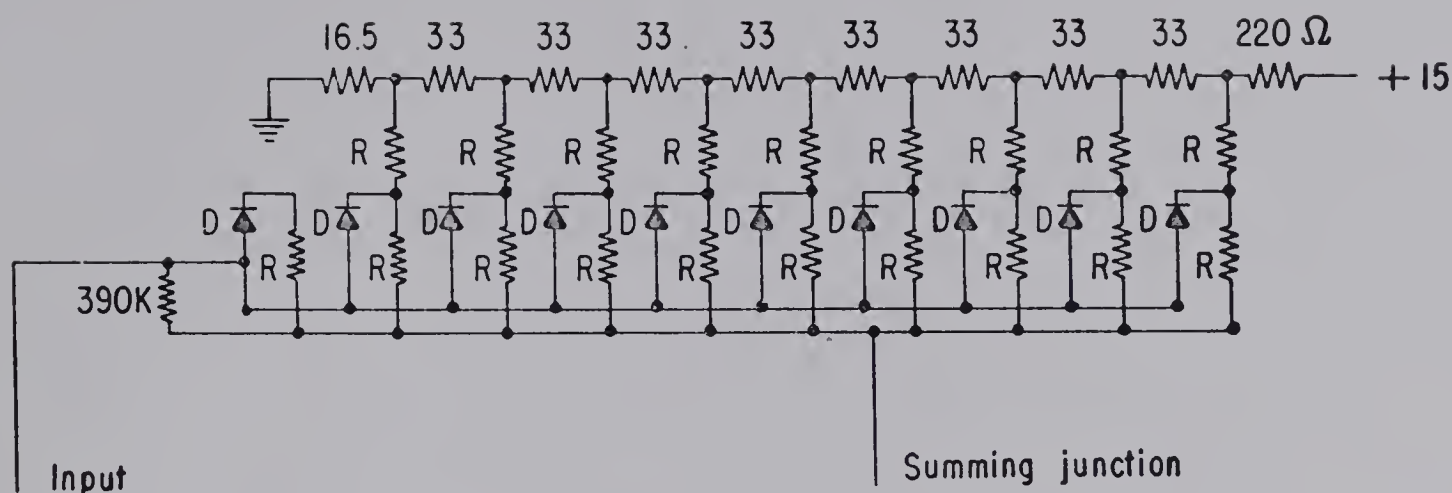 16.5 33 33 33 33 33 33 33 33 220 Ω
+ 15
R R R R R R R R R
D D D D D D D D D D
R R R R R R R R R R
390K
Input
Summing junction